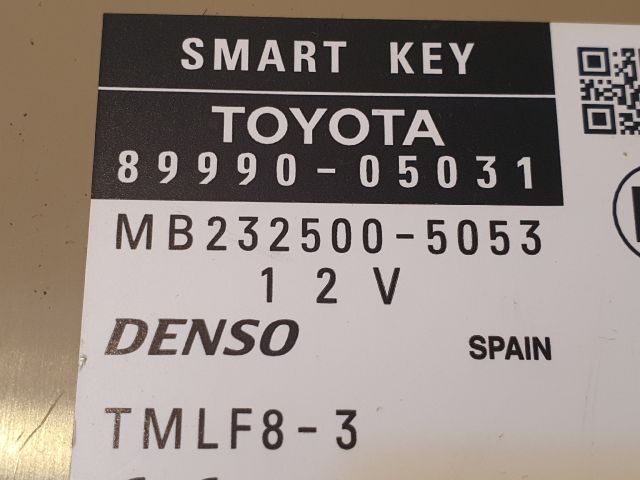 SMART KEY
TOYOTA
89990-05031
MB232500-5053
12V
DENSO SPAIN
TMLF8-3